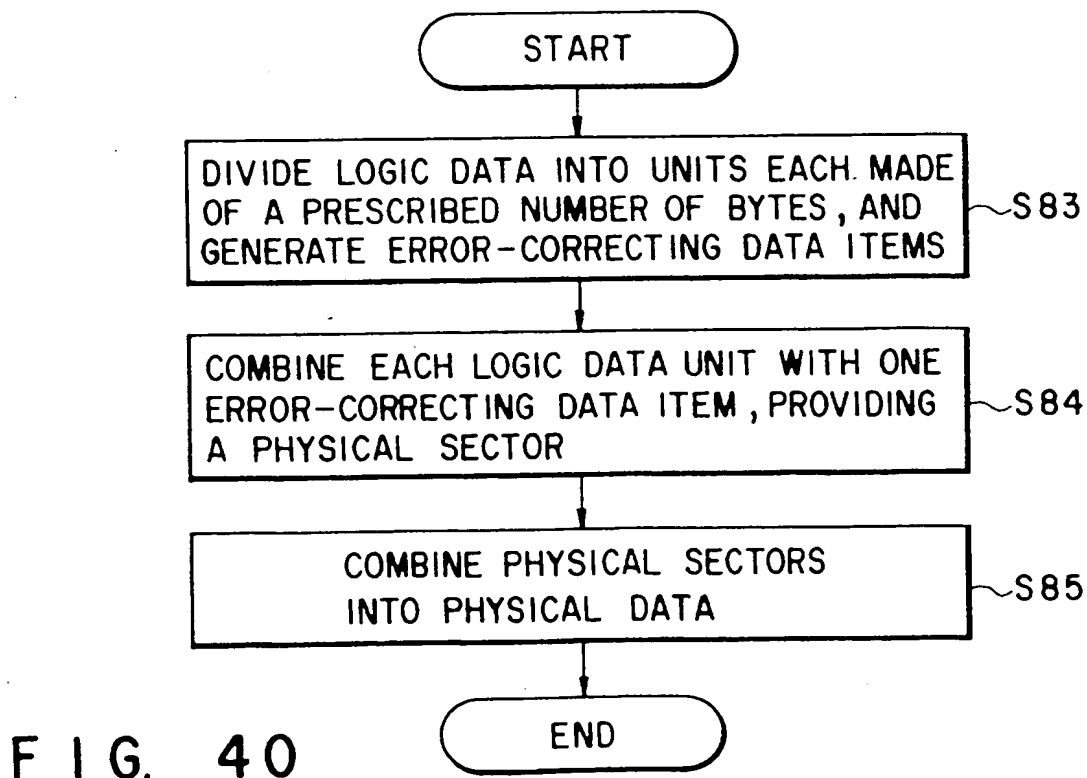 START
DIVIDE LOGIC DATA INTO UNITS EACH MADE
OF A PRESCRIBED NUMBER OF BYTES, AND
GENERATE ERROR-CORRECTING DATA ITEMS
S83
COMBINE EACH LOGIC DATA UNIT WITH ONE
ERROR-CORRECTING DATA ITEM, PROVIDING
A PHYSICAL SECTOR
S84
COMBINE PHYSICAL SECTORS
INTO PHYSICAL DATA
S85
END
FIG. 40